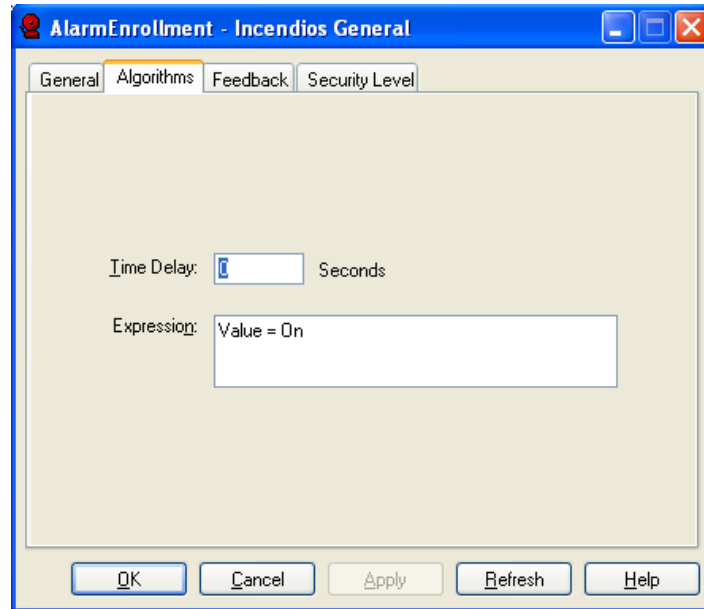 AlarmEnrollment - Incendios General
General Algorithms Feedback Security Level
Time Delay: 0 Seconds
Expression: Value = On
OK Cancel Apply Refresh Help